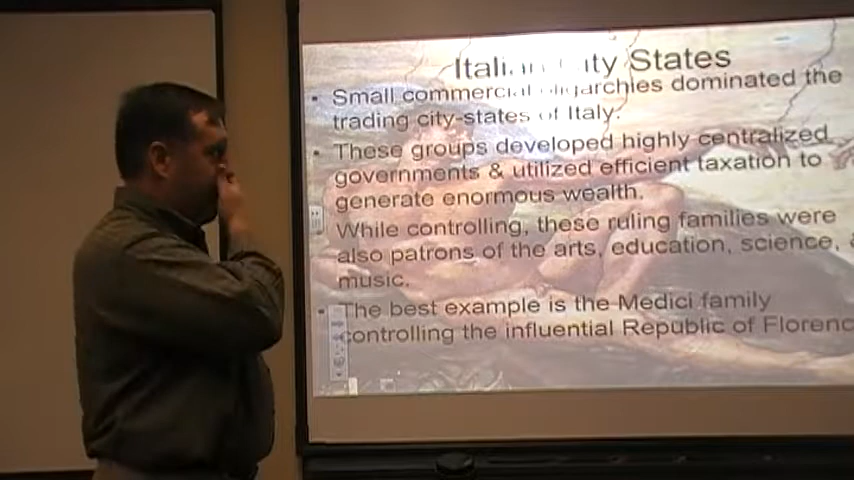 Italian City States
• Small commercial oligarchies dominated the
trading city-states of Italy.
• These groups developed highly centralized
governments & utilized efficient taxation to
generate enormous wealth.
While controlling, these ruling families were
also patrons of the arts, education, science, &
music.
• The best example is the Medici family
controlling the influential Republic of Florenc